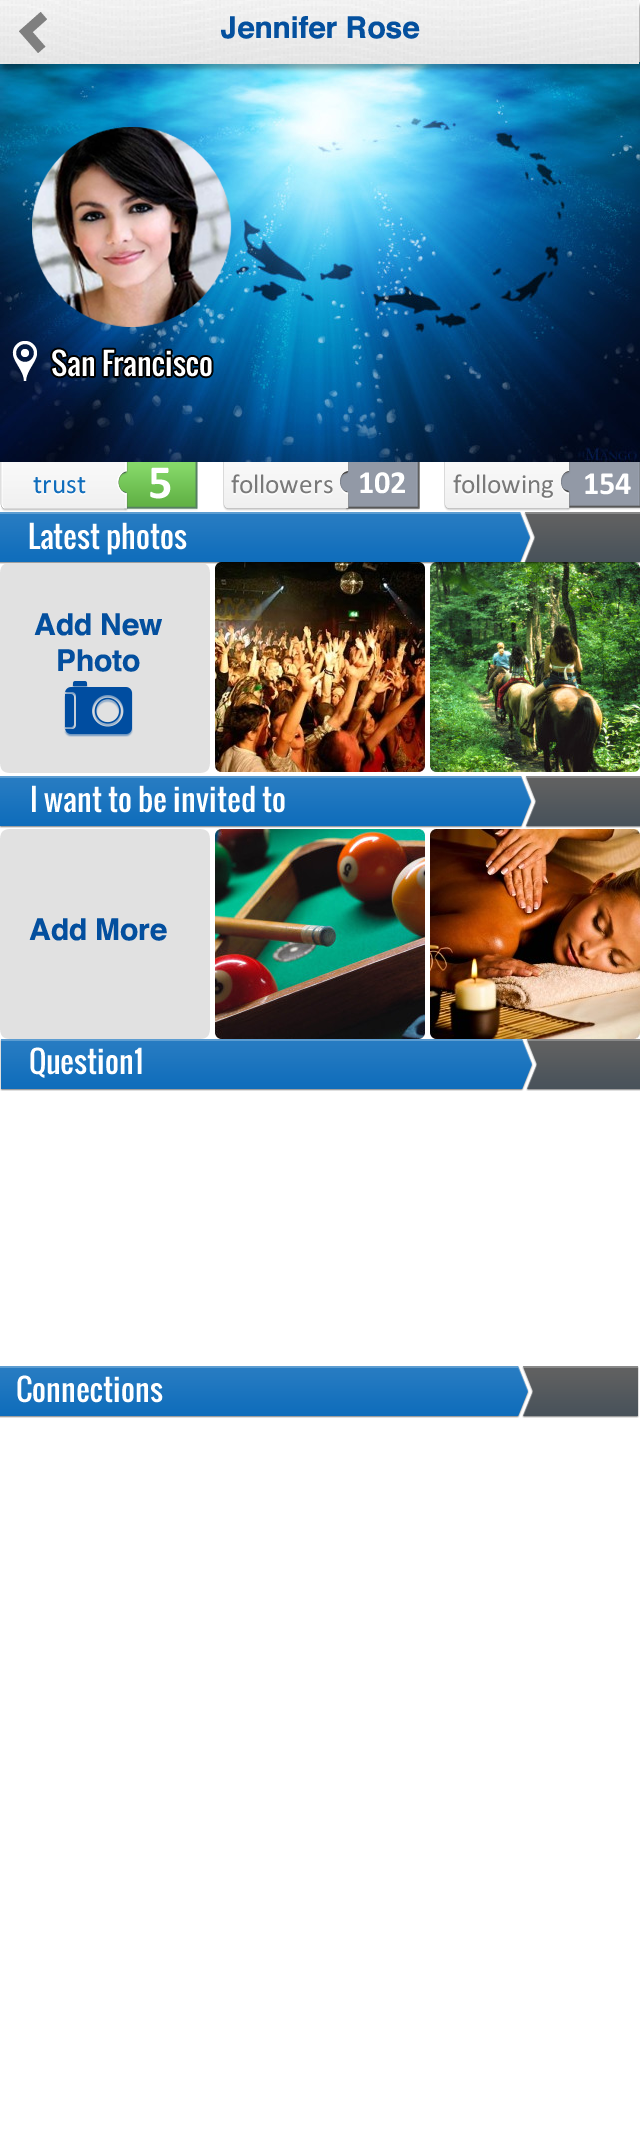 Jennifer Rose
San Francisco
MANGO
trust 5 followers 102 following 154
Latest photos
Add New
Photo
I want to be invited to
Add More
Question1
Connections